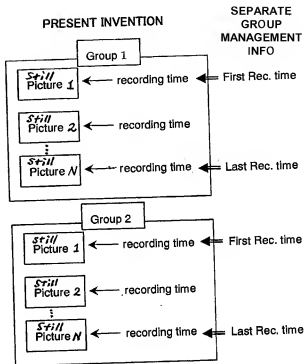 PRESENT INVENTION
SEPARATE
GROUP
MANAGEMENT
INFO
Group 1
Still
Picture 1 recording time First Rec. time
Still
Picture 2 recording time
Still
Picture N recording time Last Rec. time
Group 2
Still
Picture 1 recording time First Rec. time
Still
Picture 2 recording time
Still
Picture N recording time Last Rec. time